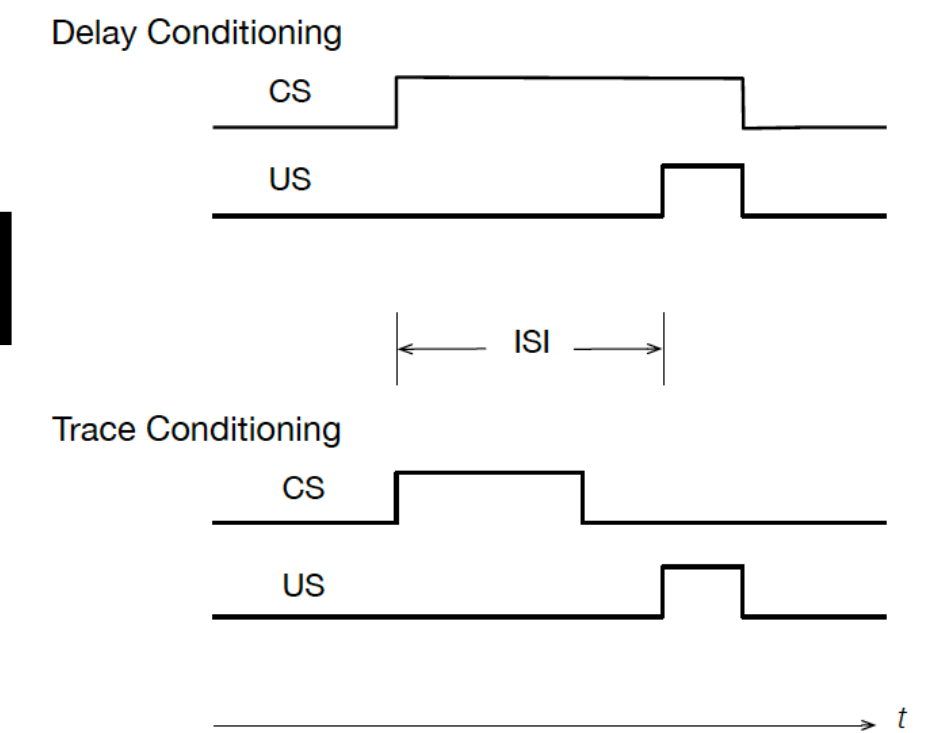 Delay Conditioning
CS
US
ISI
Trace Conditioning
CS
US
t